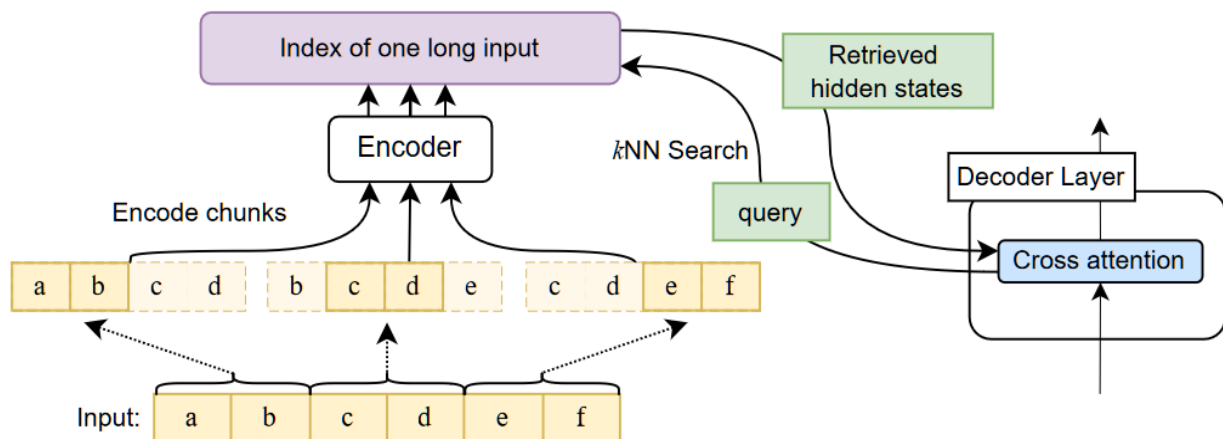 Index of one long input
Retrieved
hidden states
Encoder
kNN Search
Decoder Layer
Encode chunks
query
Cross attention
a b c d b c d e c d e f
Input: a b c d e f